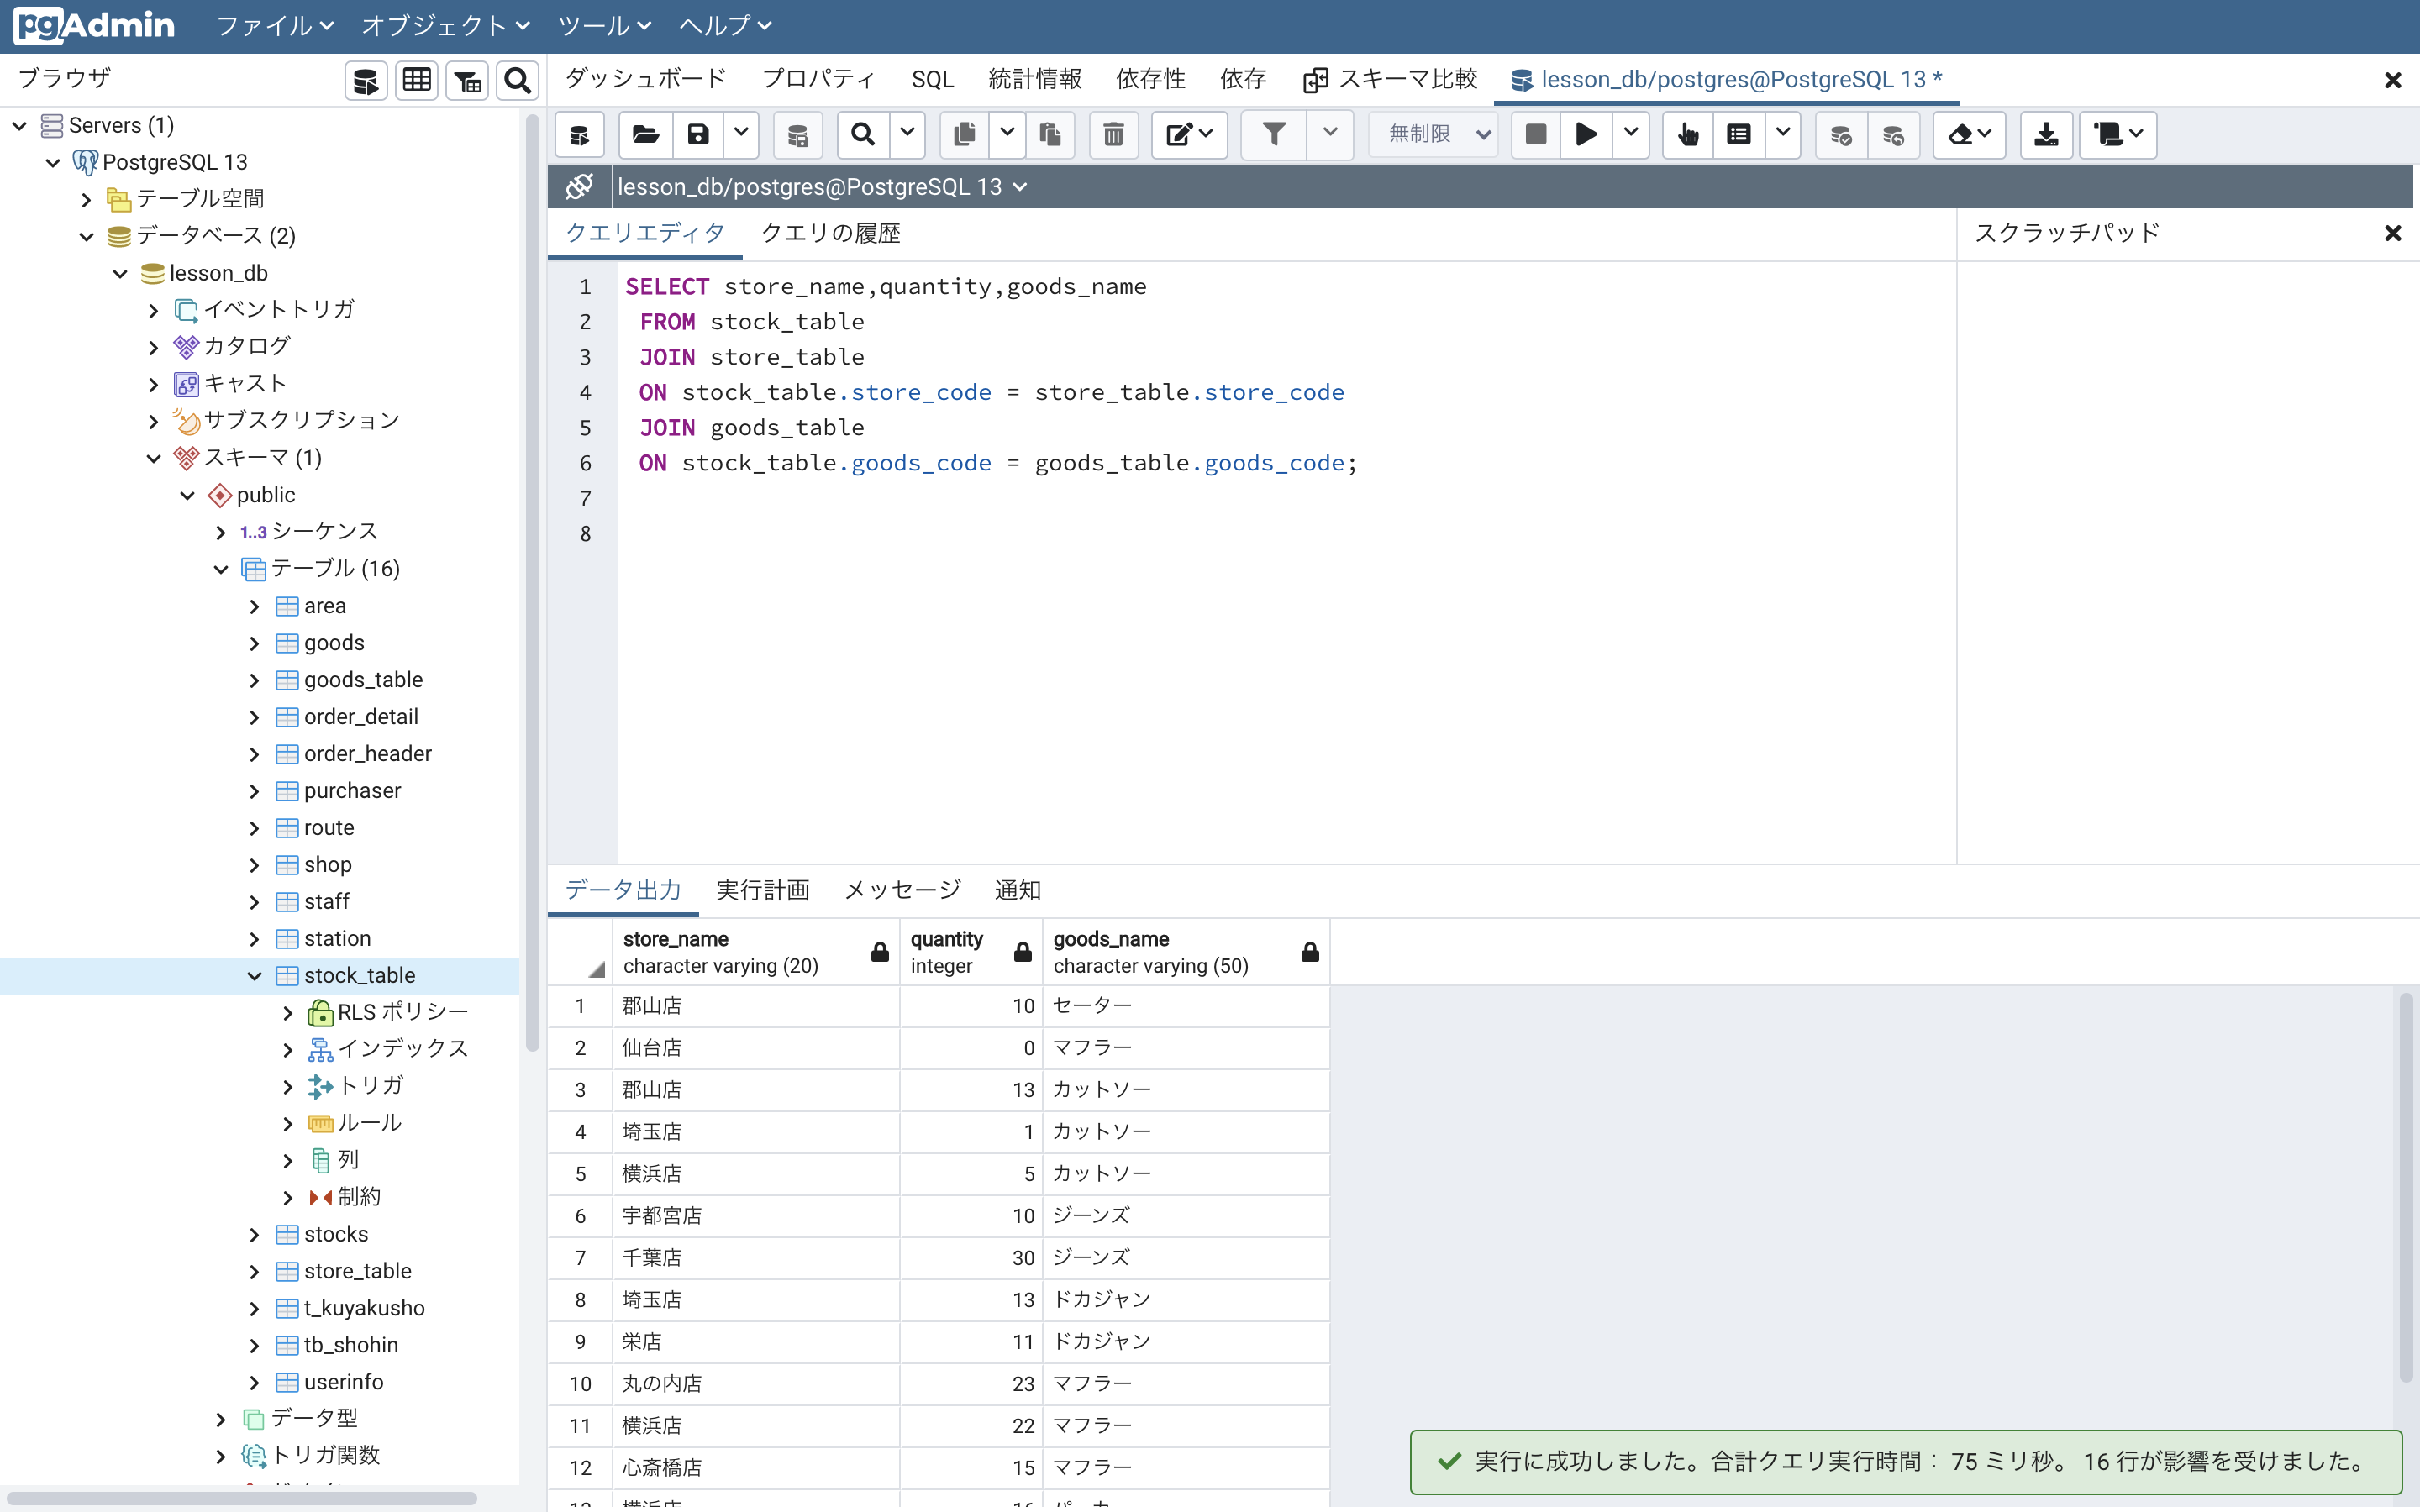 pgAdmin ファイル オブジェクト ツール ヘルプ
ブラウザ
ダッシュボード プロパティ SQL 統計情報 依存性 依存 スキーマ比較 lesson_db/postgres@PostgreSQL 13 *
無制限
lesson_db/postgres@PostgreSQL 13
クエリエディタ クエリの履歴
スクラッチパッド
Servers (1)
PostgreSQL 13
テーブル空間
データベース (2)
lesson_db
イベントトリガ
カタログ
キャスト
サブスクリプション
スキーマ (1)
public
1..3 シーケンス
テーブル (16)
area
goods
goods_table
order_detail
order_header
purchaser
route
shop
staff
station
stock_table
RLS ポリシー
インデックス
トリガ
ルール
列
制約
stocks
store_table
t_kuyakusho
tb_shohin
userinfo
データ型
トリガ関数
1 SELECT store_name,quantity,goods_name
2 FROM stock_table
3 JOIN store_table
4 ON stock_table.store_code = store_table.store_code
5 JOIN goods_table
6 ON stock_table.goods_code = goods_table.goods_code;
7
8
データ出力 実行計画 メッセージ 通知
store_name quantity goods_name
character varying (20) integer character varying (50)
1 郡山店 10 セーター
2 仙台店 0 マフラー
3 郡山店 13 カットソー
4 埼玉店 1 カットソー
5 横浜店 5 カットソー
6 宇都宮店 10 ジーンズ
7 千葉店 30 ジーンズ
8 埼玉店 13 ドカジャン
9 栄店 11 ドカジャン
10 丸の内店 23 マフラー
11 横浜店 22 マフラー
12 心斎橋店 15 マフラー
実行に成功しました。合計クエリ実行時間： 75 ミリ秒。 16 行が影響を受けました。